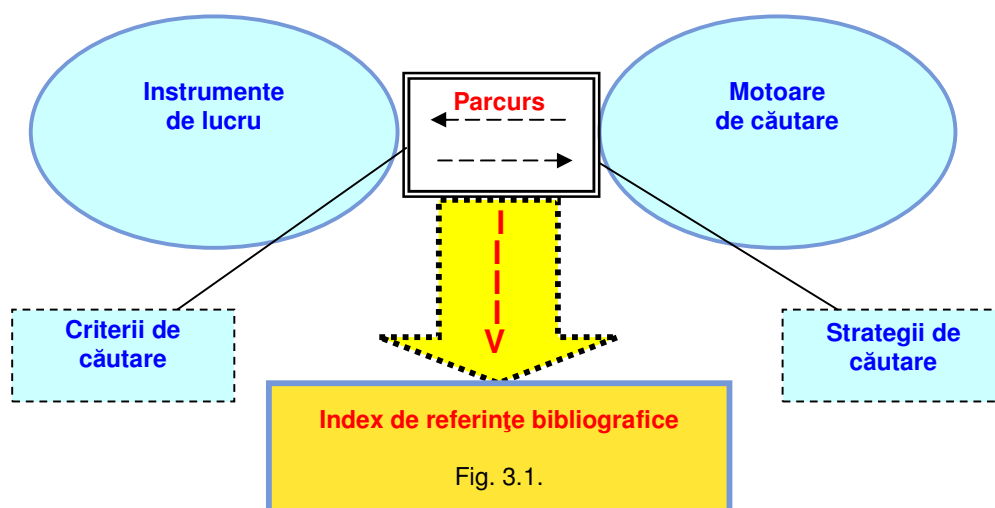 Instrumente
de lucru
Parcurs
Motoare
de căutare
Criterii de
căutare
Strategii de
căutare
Index de referinţe bibliografice
Fig. 3.1.